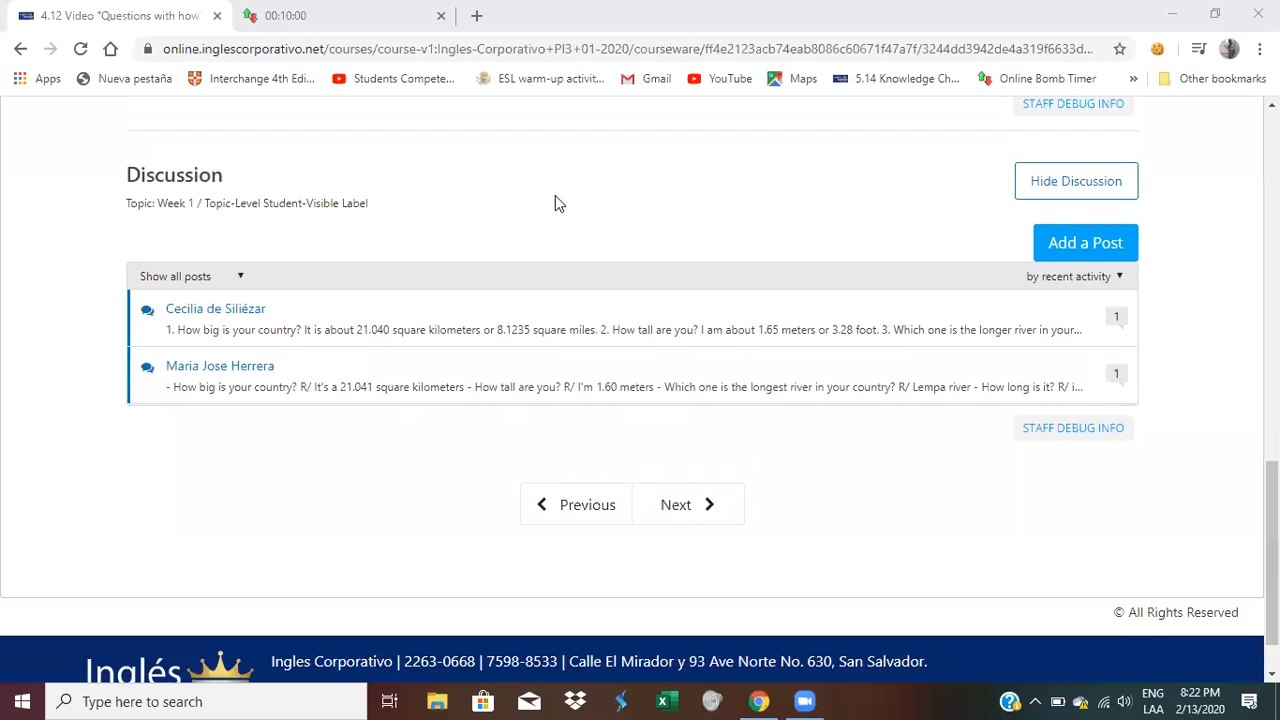 4.12 Video "Questions with how"
00:10:00
online.inglescorporativo.net/courses/course-v1:Ingles-Corporativo+PI3+01-2020/courseware/ff4e2123acb74eab8086c60671f47a7f/3244dd3942de4a319f6633d...
Apps Nueva pestaña Interchange 4th Edi... Students Compete... ESL warm-up activit... Gmail YouTube Maps 5.14 Knowledge Ch... Online Bomb Timer » Other bookmarks
STAFF DEBUG INFO
Discussion
Hide Discussion
Topic: Week 1 / Topic-Level Student-Visible Label
Add a Post
Show all posts by recent activity
Cecilia de Siliézar
1
1. How big is your country? It is about 21.040 square kilometers or 8.1235 square miles. 2. How tall are you? I am about 1.65 meters or 3.28 foot. 3. Which one is the longer river in your...
Maria Jose Herrera
1
- How big is your country? R/ It's a 21.041 square kilometers - How tall are you? R/ I'm 1.60 meters - Which one is the longest river in your country? R/ Lempa river - How long is it? R/ i...
STAFF DEBUG INFO
Previous Next
© All Rights Reserved
Inglés
Ingles Corporativo | 2263-0668 | 7598-8533 | Calle El Mirador y 93 Ave Norte No. 630, San Salvador.
Type here to search
ENG 8:22 PM
LAA 2/13/2020